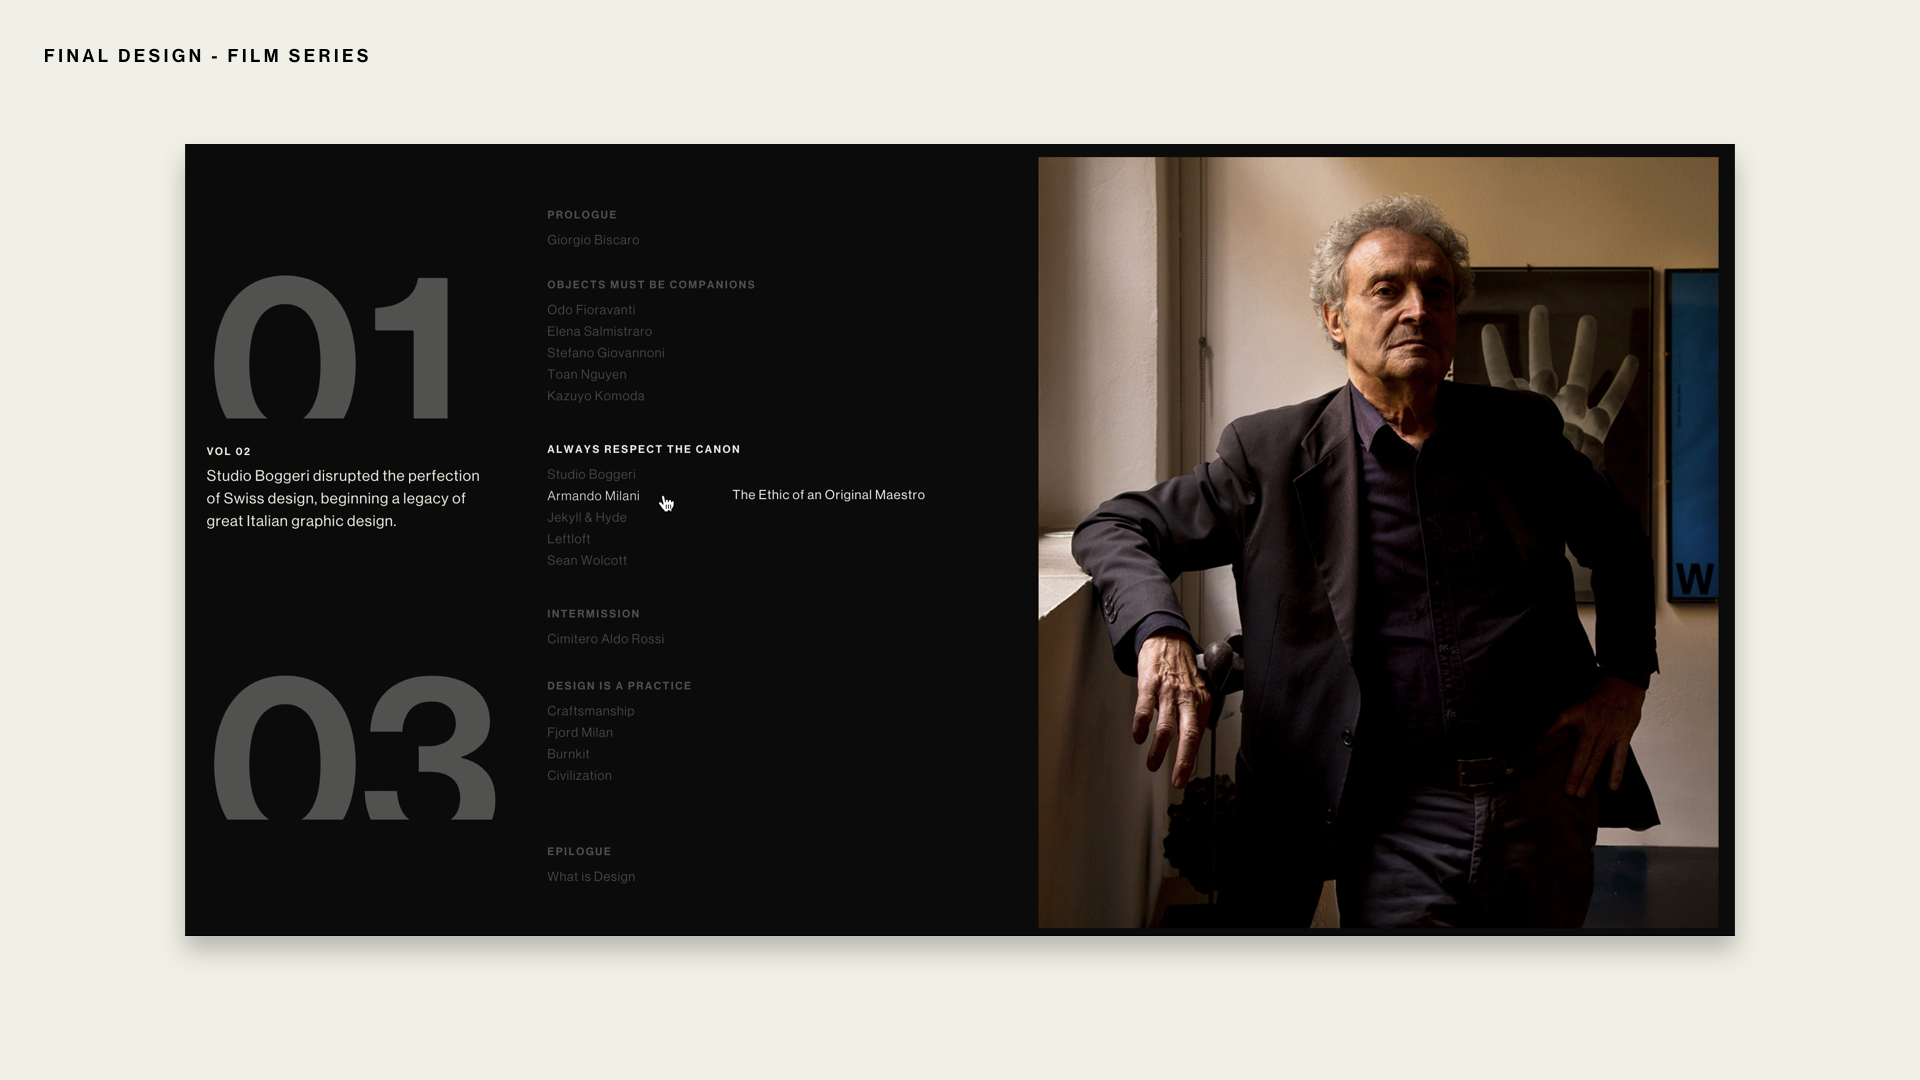 FINAL DESIGN - FILM SERIES
01
VOL 02
Studio Boggeri disrupted the perfection
of Swiss design, beginning a legacy of
great Italian graphic design.
03
PROLOGUE
Giorgio Biscaro
OBJECTS MUST BE COMPANIONS
Odo Fioravanti
Elena Salmistraro
Stefano Giovannoni
Toan Nguyen
Kazuyo Komoda
ALWAYS RESPECT THE CANON
Studio Boggeri
Armando Milani
The Ethic of an Original Maestro
Jekyll & Hyde
Leftloft
Sean Wolcott
INTERMISSION
Cimitero Aldo Rossi
DESIGN IS A PRACTICE
Craftsmanship
Fjord Milan
Burnkit
Civilization
EPILOGUE
What is Design
W